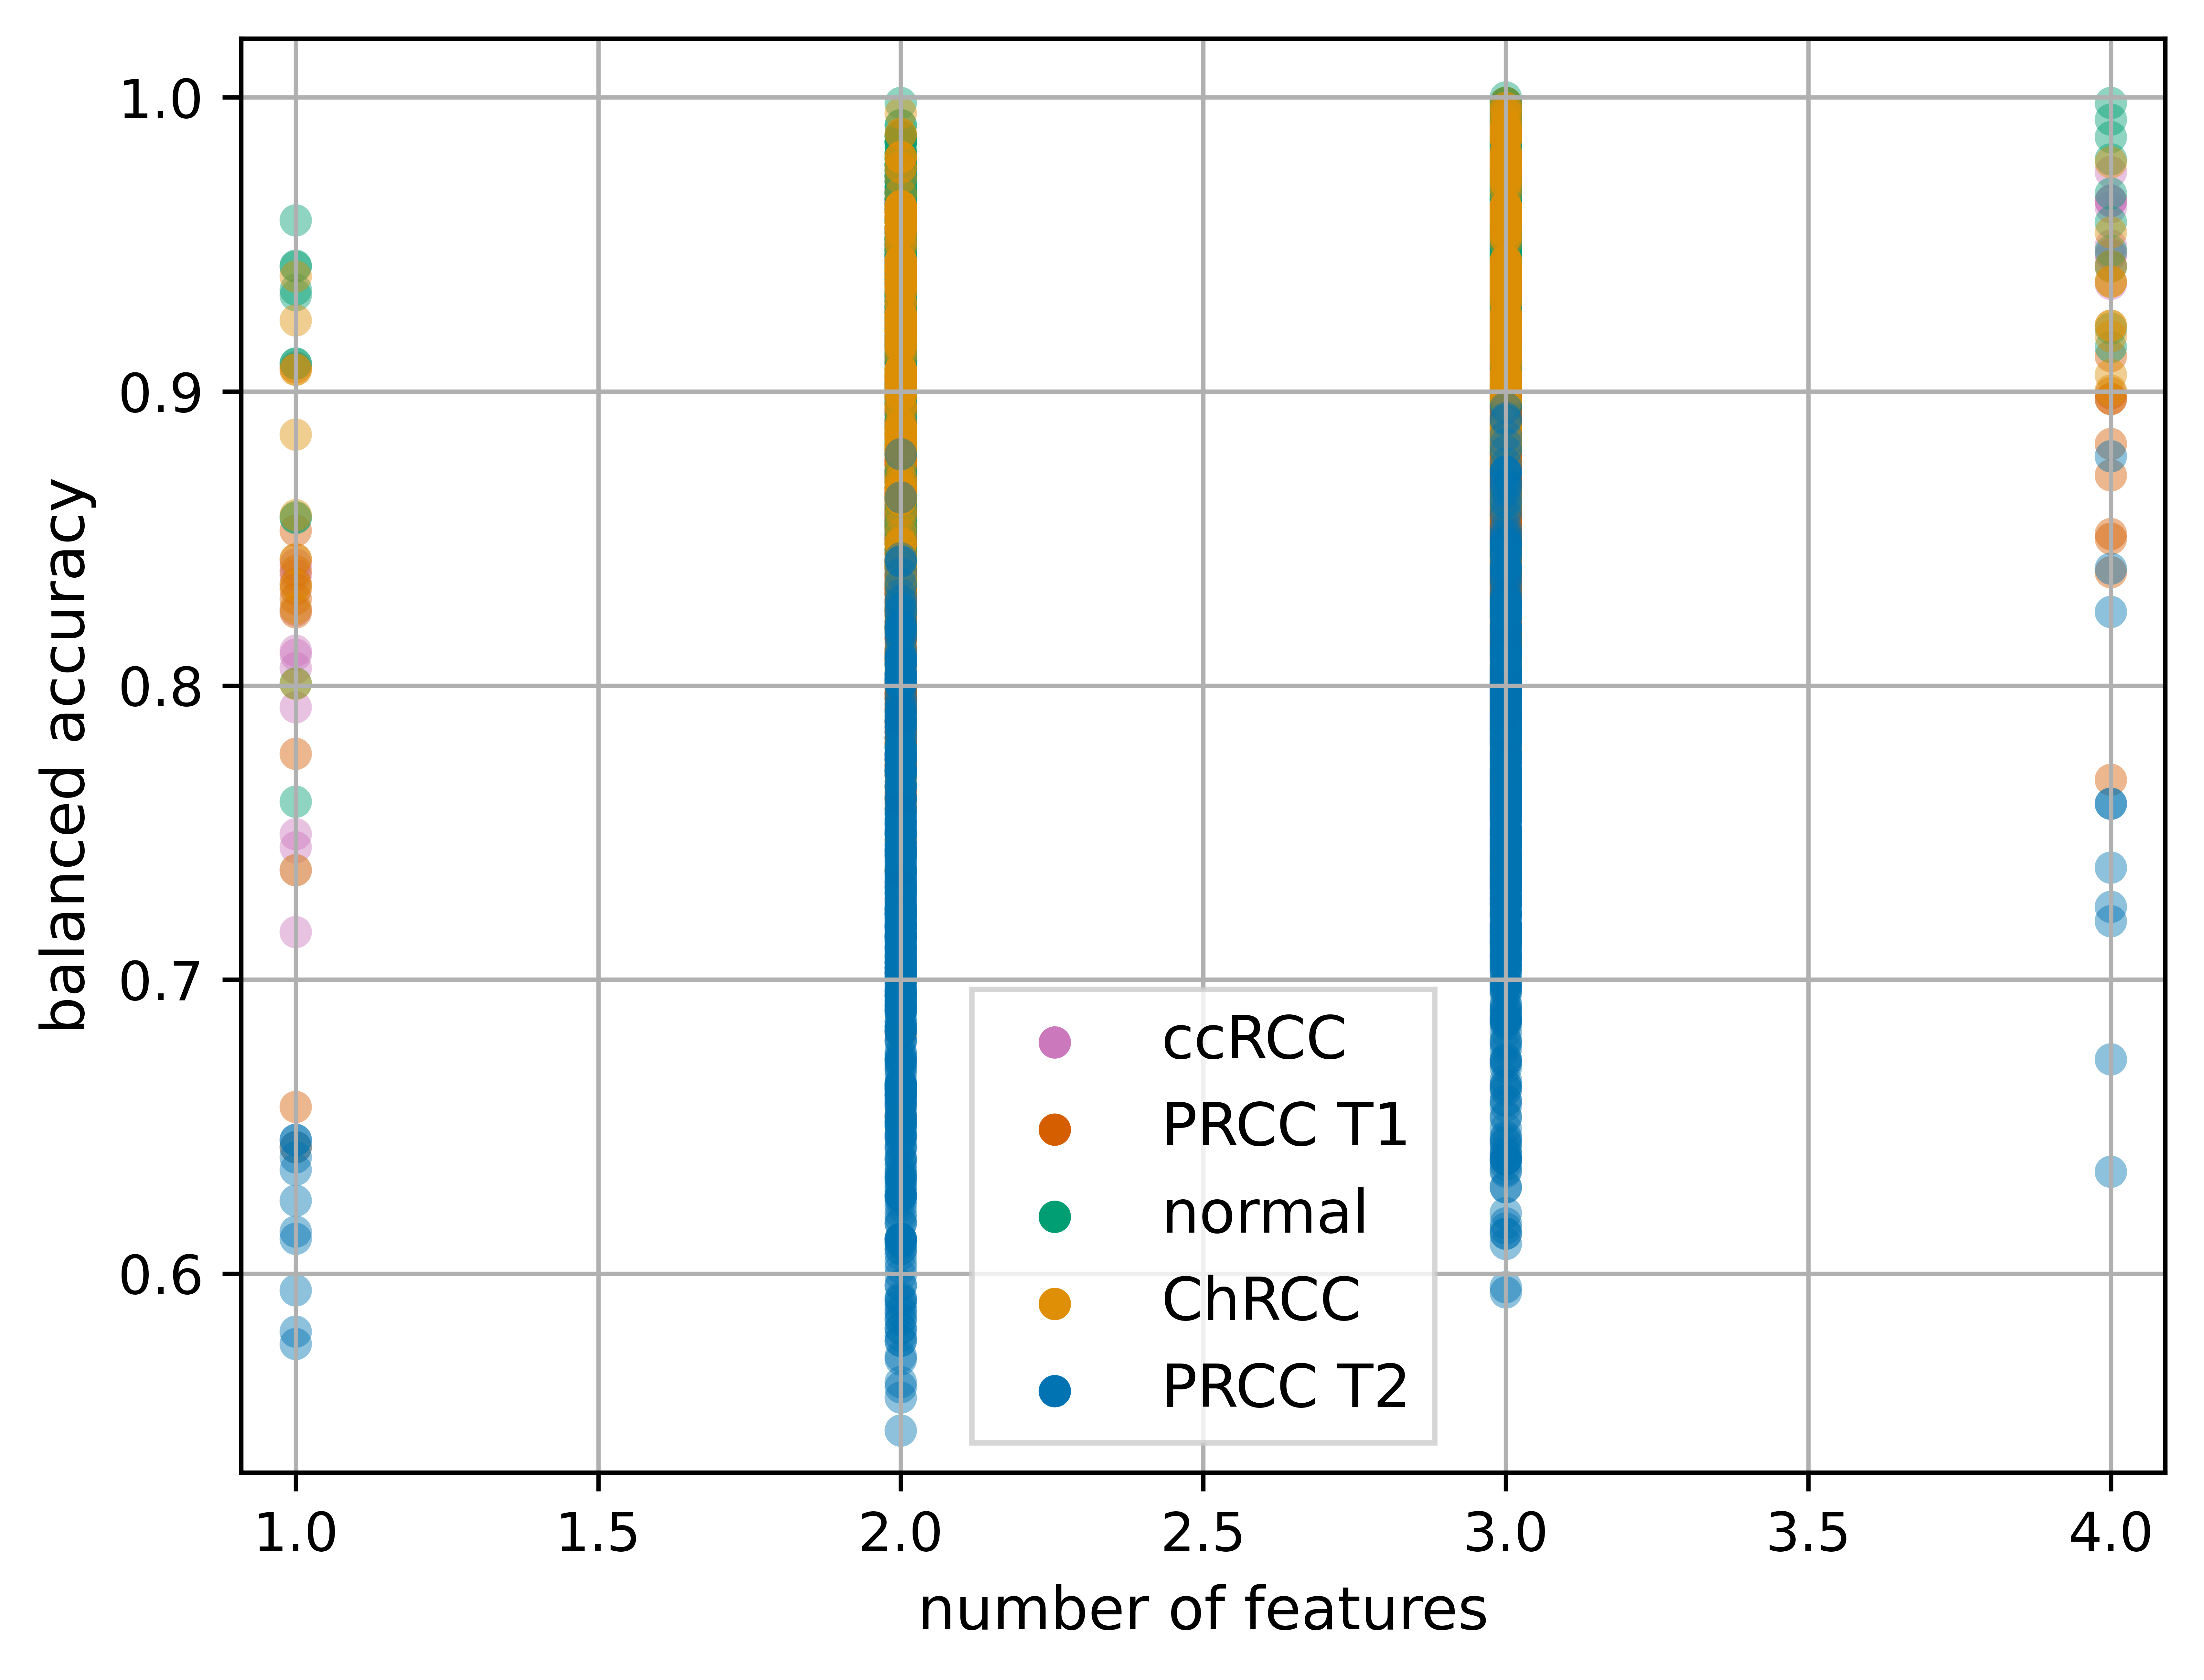 1.0
0.9
0.8
0.7
0.6
balanced accuracy
ccRCC
PRCC T1
normal
ChRCC
PRCC T2
1.0 1.5 2.0 2.5 3.0 3.5 4.0
number of features